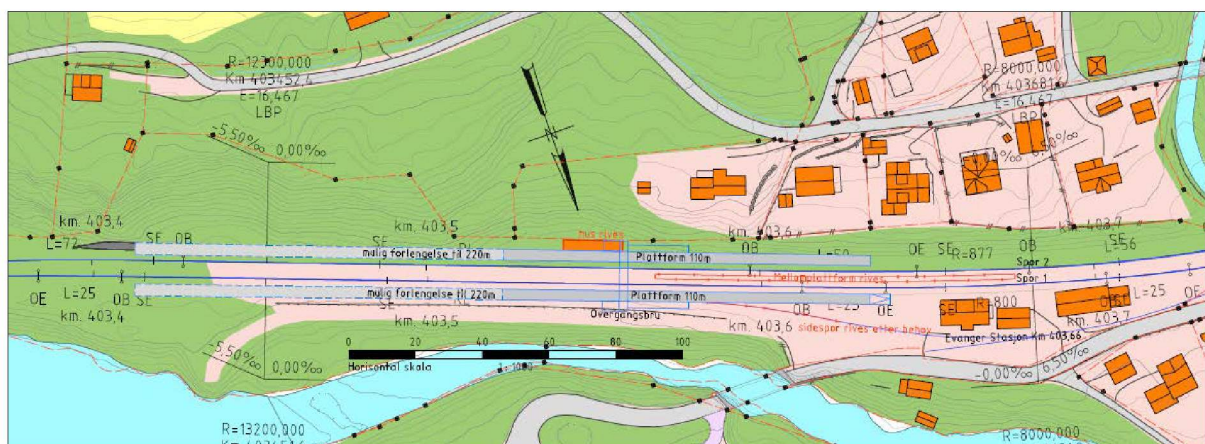 R=12300,000
Km 403452,4
E=16,467
LBP
R=8000,000
Km 403681
E=16,467
LBP
-5,50‰
0,00‰
6,50‰
km. 403,4
km. 403,5
hus rives
km. 403,6
km. 403,7
L=72
SE
OB
SE
mulig forlengelse til 220m
Plattform 110m
OB
OE
SE
R=877
L=56
Spor 2
Mellomplattform rives
Spor 1
OE
L=25
OB
SE
mulig forlengelse til 220m
Plattform 110m
L=25
OB
SE
R=800
L=25
OE
km. 403,4
km. 403,5
Overgangsbru
km. 403,6
sidespor rives etter behov
km. 403,7
Evanger Stasjon Km 403,66
-5,50‰
0,00‰
0 20 40 60 80 100
Horisontal skala
1 : 1000
-0,00‰
6,50‰
R=13200,000
R=8000,000